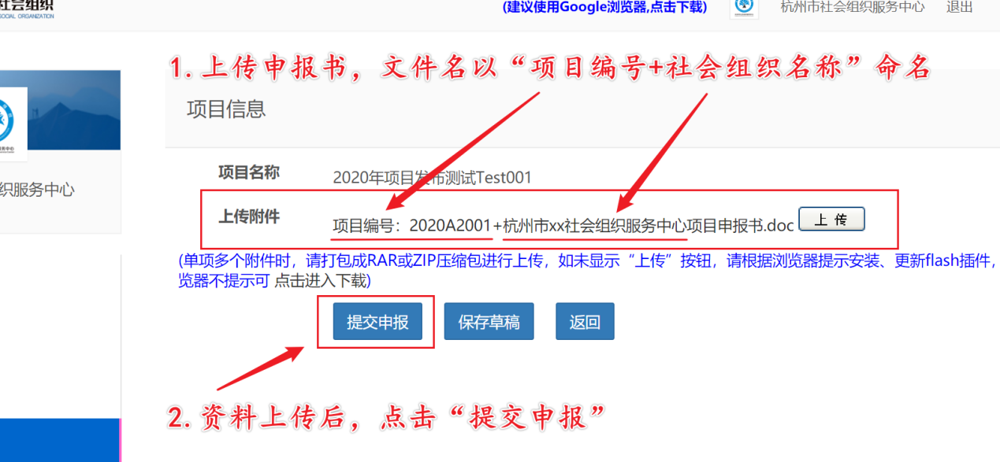 社会组织
SOCIAL ORGANIZATION
(建议使用Google浏览器,点击下载)
杭州市社会组织服务中心 退出
1. 上传申报书，文件名以“项目编号+社会组织名称”命名
项目信息
项目名称 2020年项目发布测试Test001
织服务中心
上传附件 项目编号：2020A2001+杭州市xx社会组织服务中心项目申报书.doc 上 传
(单项多个附件时，请打包成RAR或ZIP压缩包进行上传，如未显示“上传”按钮，请根据浏览器提示安装、更新flash插件，
览器不提示可 点击进入下载)
提交申报 保存草稿 返回
2. 资料上传后，点击“提交申报”